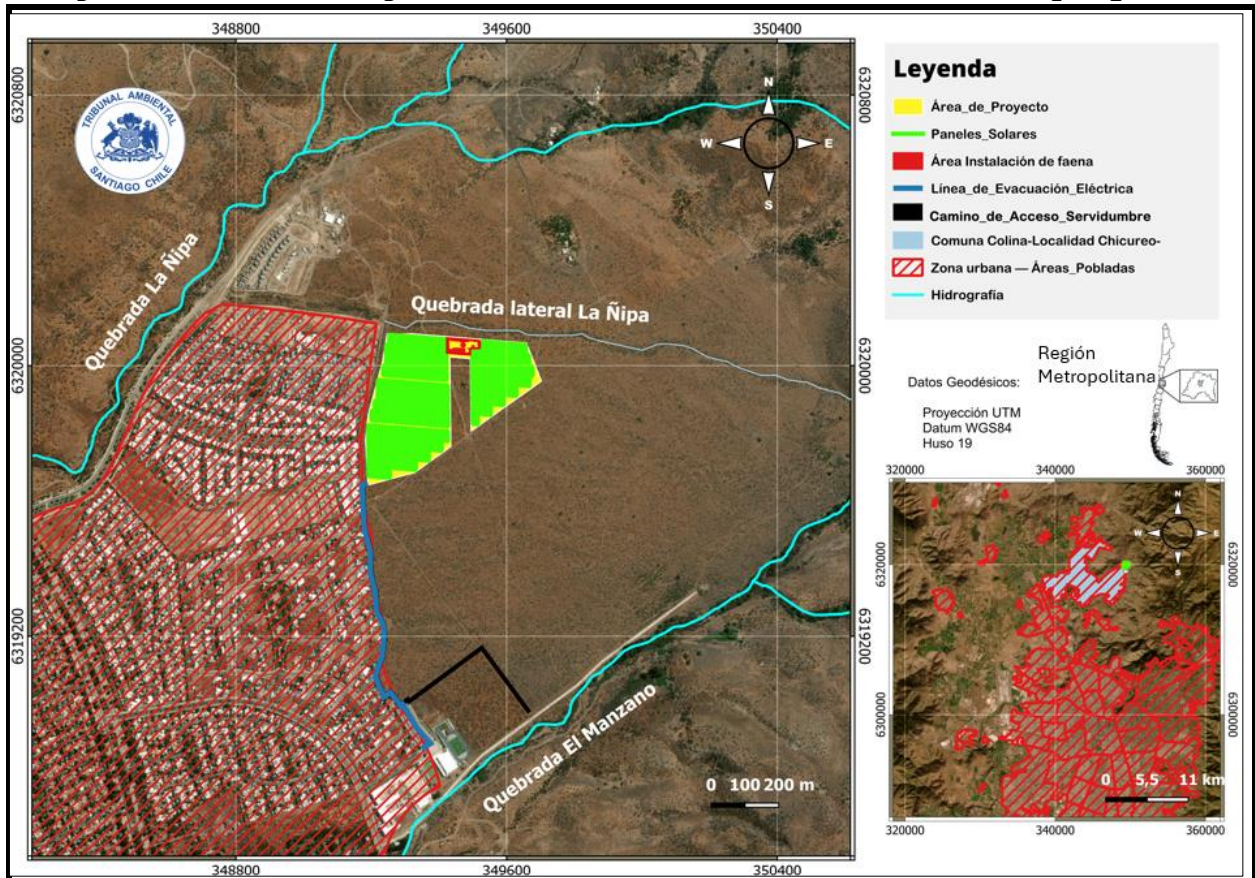 348800
349600
350400
6320800
6320000
6319200
TRIBUNAL AMBIENTAL
SANTIAGO CHILE
N
W
E
S
Quebrada La Ñipa
Quebrada lateral La Ñipa
Quebrada El Manzano
0 100 200 m
6320800
6320000
6319200
348800
349600
350400
Leyenda
Área_de_Proyecto
Paneles_Solares
Área Instalación de faena
Línea_de_Evacuación_Eléctrica
Camino_de_Acceso_Servidumbre
Comuna Colina-Localidad Chicureo-
Zona urbana — Áreas_Pobladas
Hidrografía
Región
Metropolitana
Datos Geodésicos:
Proyección UTM
Datum WGS84
Huso 19
320000
340000
360000
6320000
6300000
N
W
E
S
6320000
6300000
0 5,5 11 km
320000
340000
360000